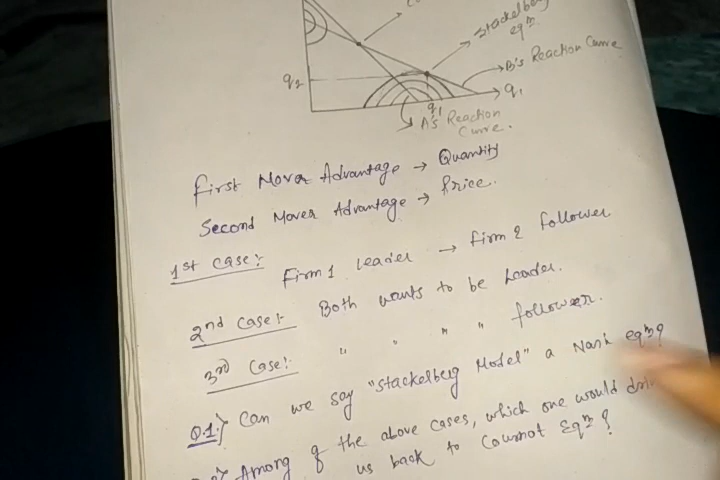 Stackelberg
eqm.
B's Reaction Curve
q2
q1
q1
A's Reaction
Curve.
First Mover Advantage → Quantity
Second Mover Advantage → Price.
1st case:- Firm 1 leader → Firm 2 follower
2nd Case:- Both wants to be Leader.
3rd Case:- " " " " follower.
Q.1.) Can we say "Stackelberg Model" a Nash eqm?
Among of the above cases, which one would
us back to Cournot Eqm?